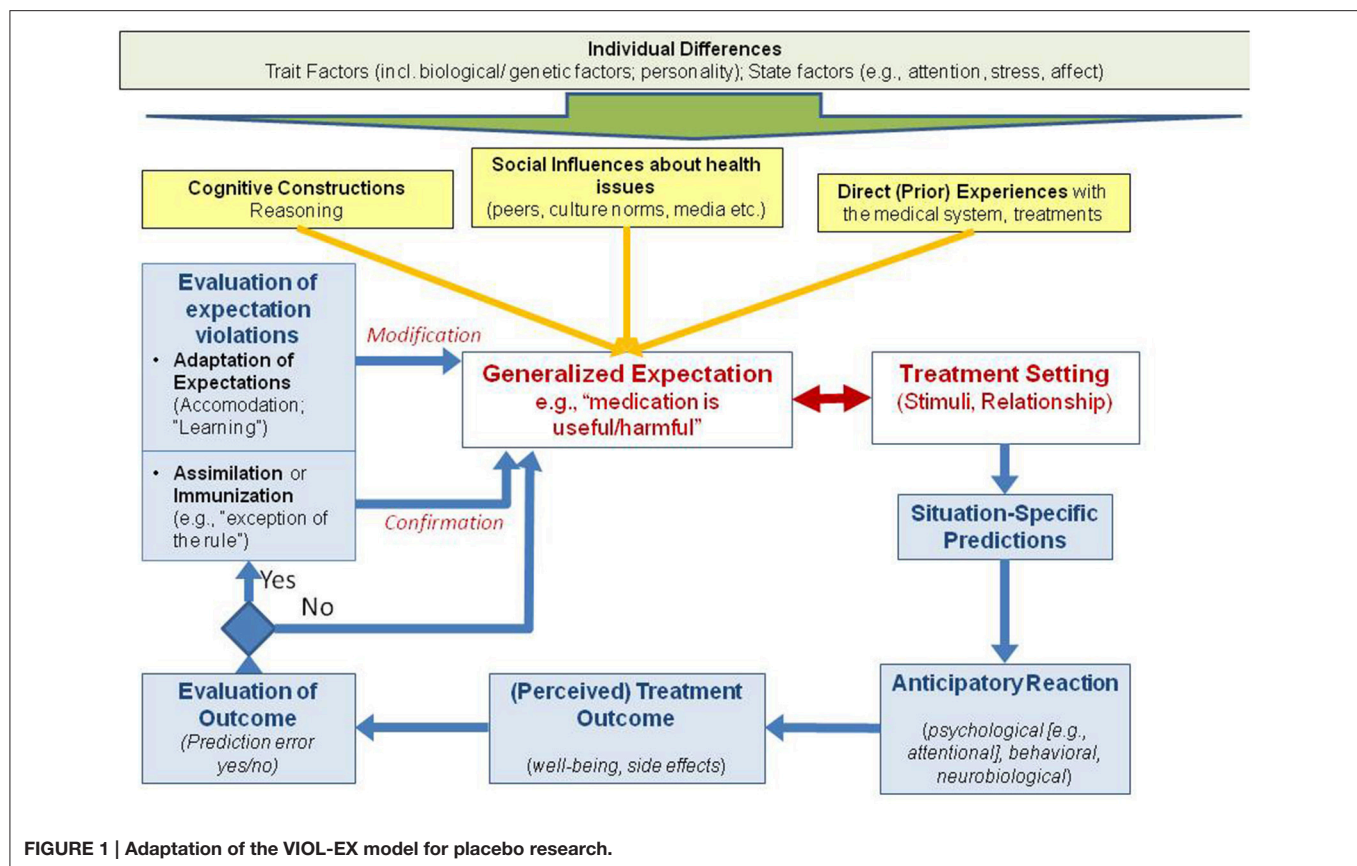 Individual Differences
Trait Factors (incl. biological/ genetic factors; personality); State factors (e.g., attention, stress, affect)
Cognitive Constructions
Reasoning
Social Influences about health
issues
(peers, culture norms, media etc.)
Direct (Prior) Experiences with
the medical system, treatments
Evaluation of
expectation
violations
• Adaptation of
Expectations
(Accomodation;
"Learning")
• Assimilation or
Immunization
(e.g., "exception of
the rule")
Modification
Confirmation
Generalized Expectation
e.g., "medication is
useful/harmful"
Treatment Setting
(Stimuli, Relationship)
Situation-Specific
Predictions
Yes
No
Evaluation of
Outcome
(Prediction error
yes/no)
(Perceived) Treatment
Outcome
(well-being, side effects)
Anticipatory Reaction
(psychological [e.g.,
attentional], behavioral,
neurobiological)
FIGURE 1 | Adaptation of the VIOL-EX model for placebo research.